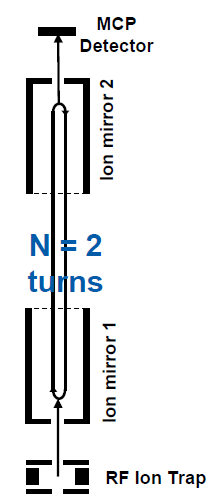 MCP
Detector
Ion mirror 2
N = 2
turns
Ion mirror 1
RF Ion Trap